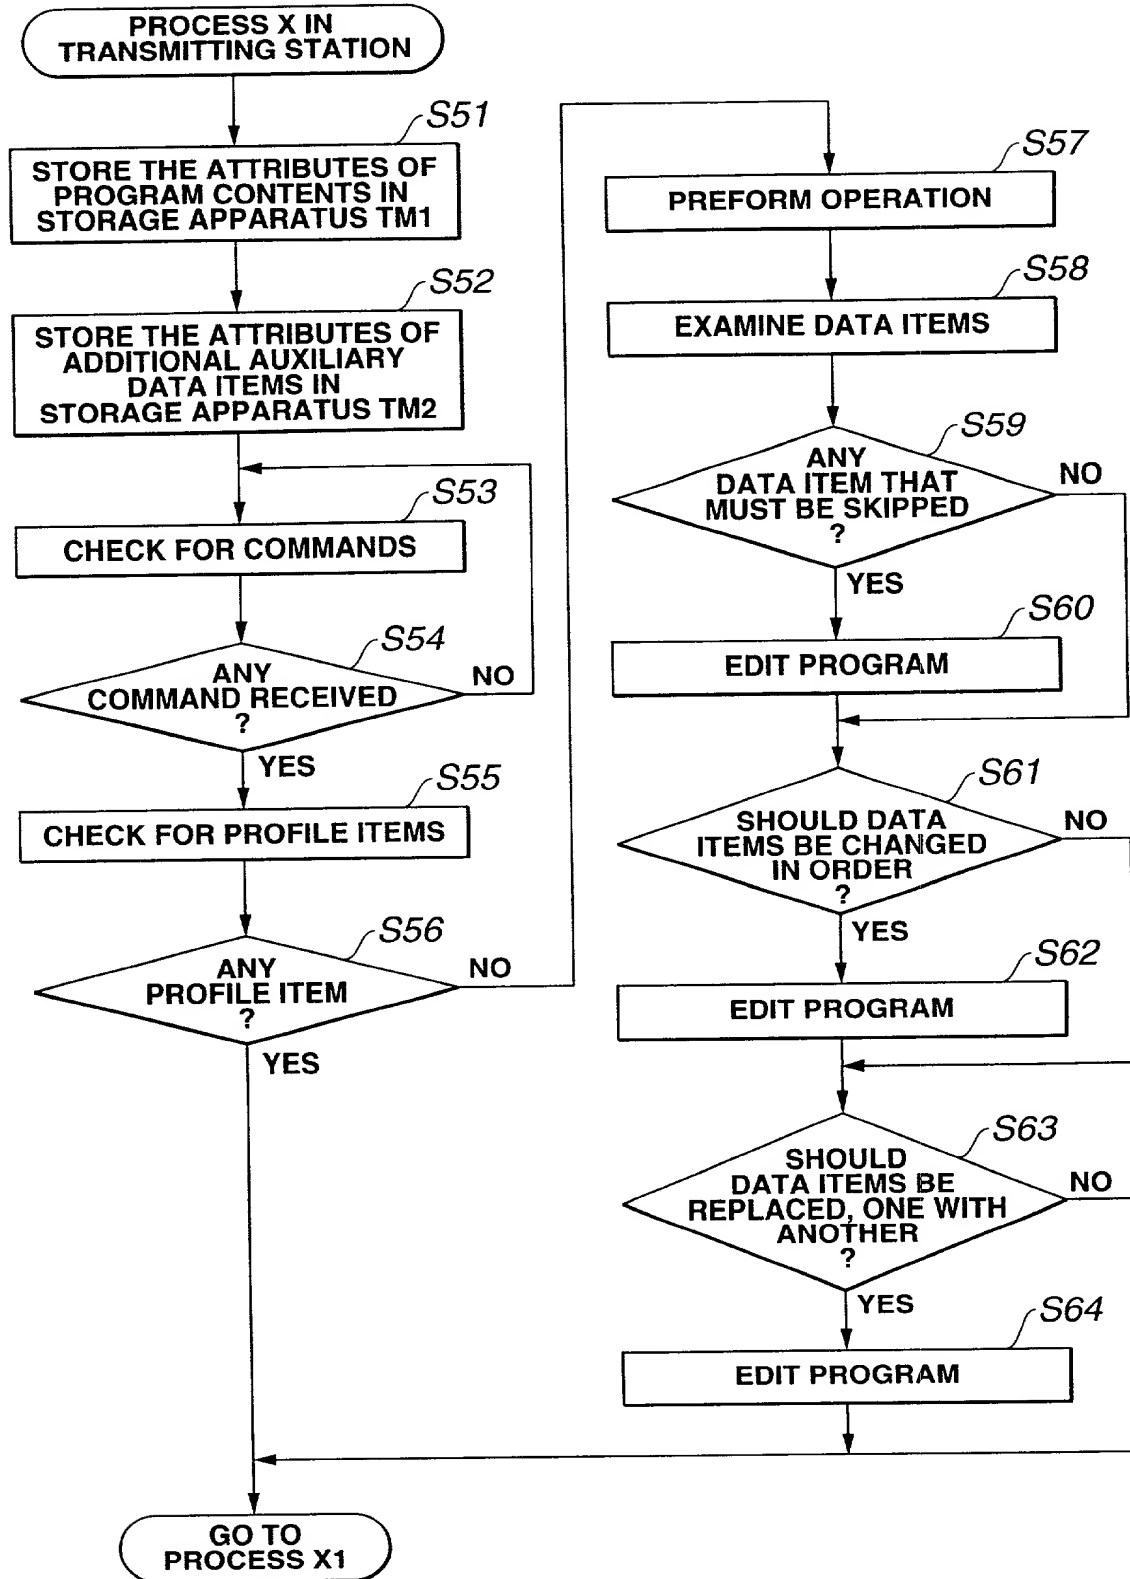 PROCESS X IN
TRANSMITTING STATION
S51
STORE THE ATTRIBUTES OF
PROGRAM CONTENTS IN
STORAGE APPARATUS TM1
S52
STORE THE ATTRIBUTES OF
ADDITIONAL AUXILIARY
DATA ITEMS IN
STORAGE APPARATUS TM2
S53
CHECK FOR COMMANDS
S54
ANY
COMMAND RECEIVED
?
NO
YES
S55
CHECK FOR PROFILE ITEMS
S56
ANY
PROFILE ITEM
?
NO
YES
S57
PREFORM OPERATION
S58
EXAMINE DATA ITEMS
S59
ANY
DATA ITEM THAT
MUST BE SKIPPED
?
NO
YES
S60
EDIT PROGRAM
S61
SHOULD DATA
ITEMS BE CHANGED
IN ORDER
?
NO
YES
S62
EDIT PROGRAM
S63
SHOULD
DATA ITEMS BE
REPLACED, ONE WITH
ANOTHER
?
NO
YES
S64
EDIT PROGRAM
GO TO
PROCESS X1